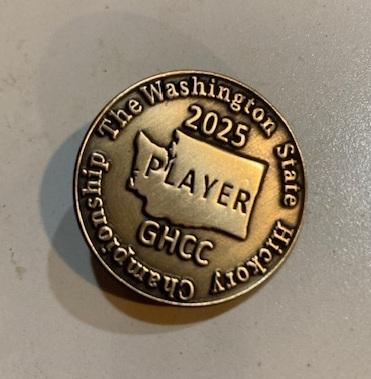 The Washington State Hickory Championship
2025
PLAYER
GHCC